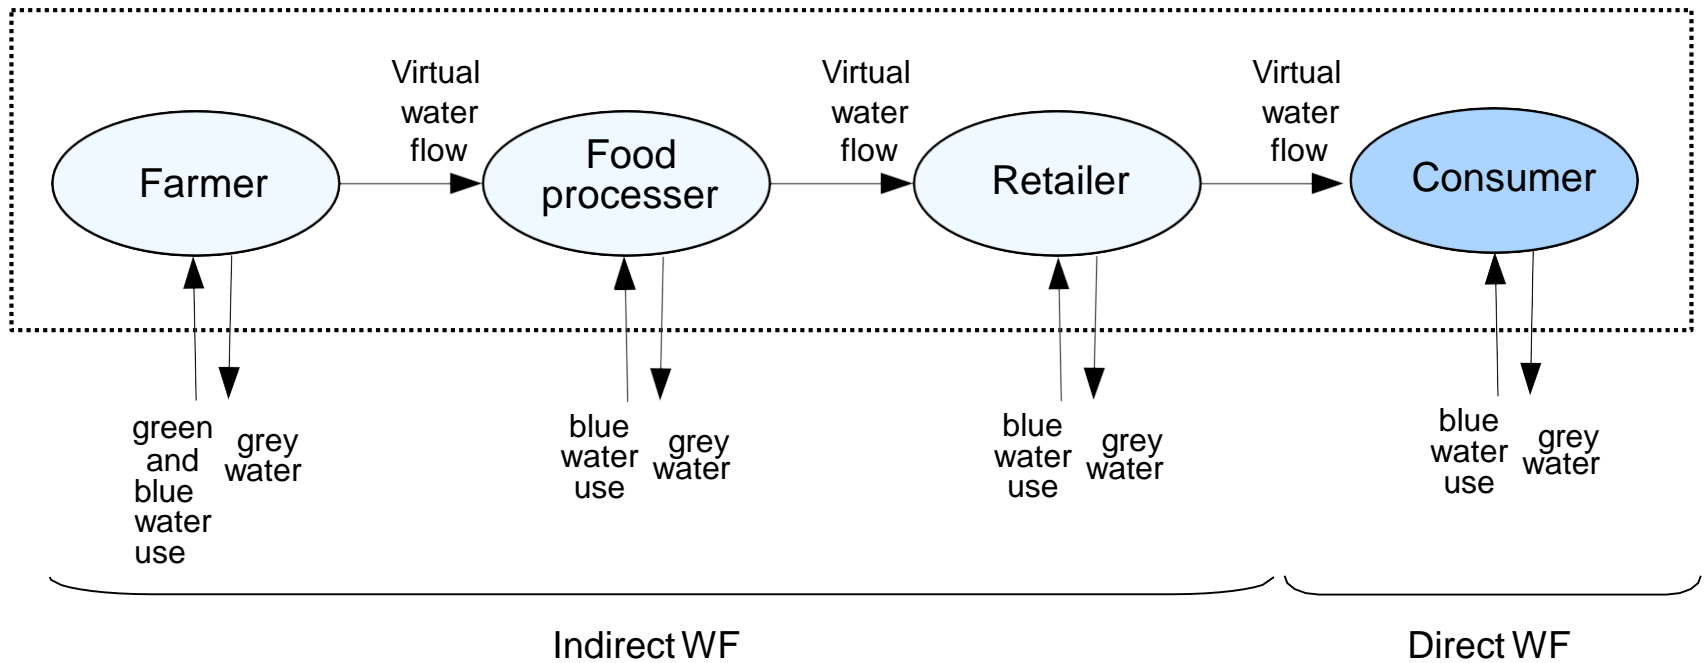 Virtual
water
flow
Virtual
water
flow
Virtual
water
flow
Farmer
Food
processer
Retailer
Consumer
green
and
blue
water
use
grey
water
blue
water
use
grey
water
blue
water
use
grey
water
blue
water
use
grey
water
Indirect WF
Direct WF